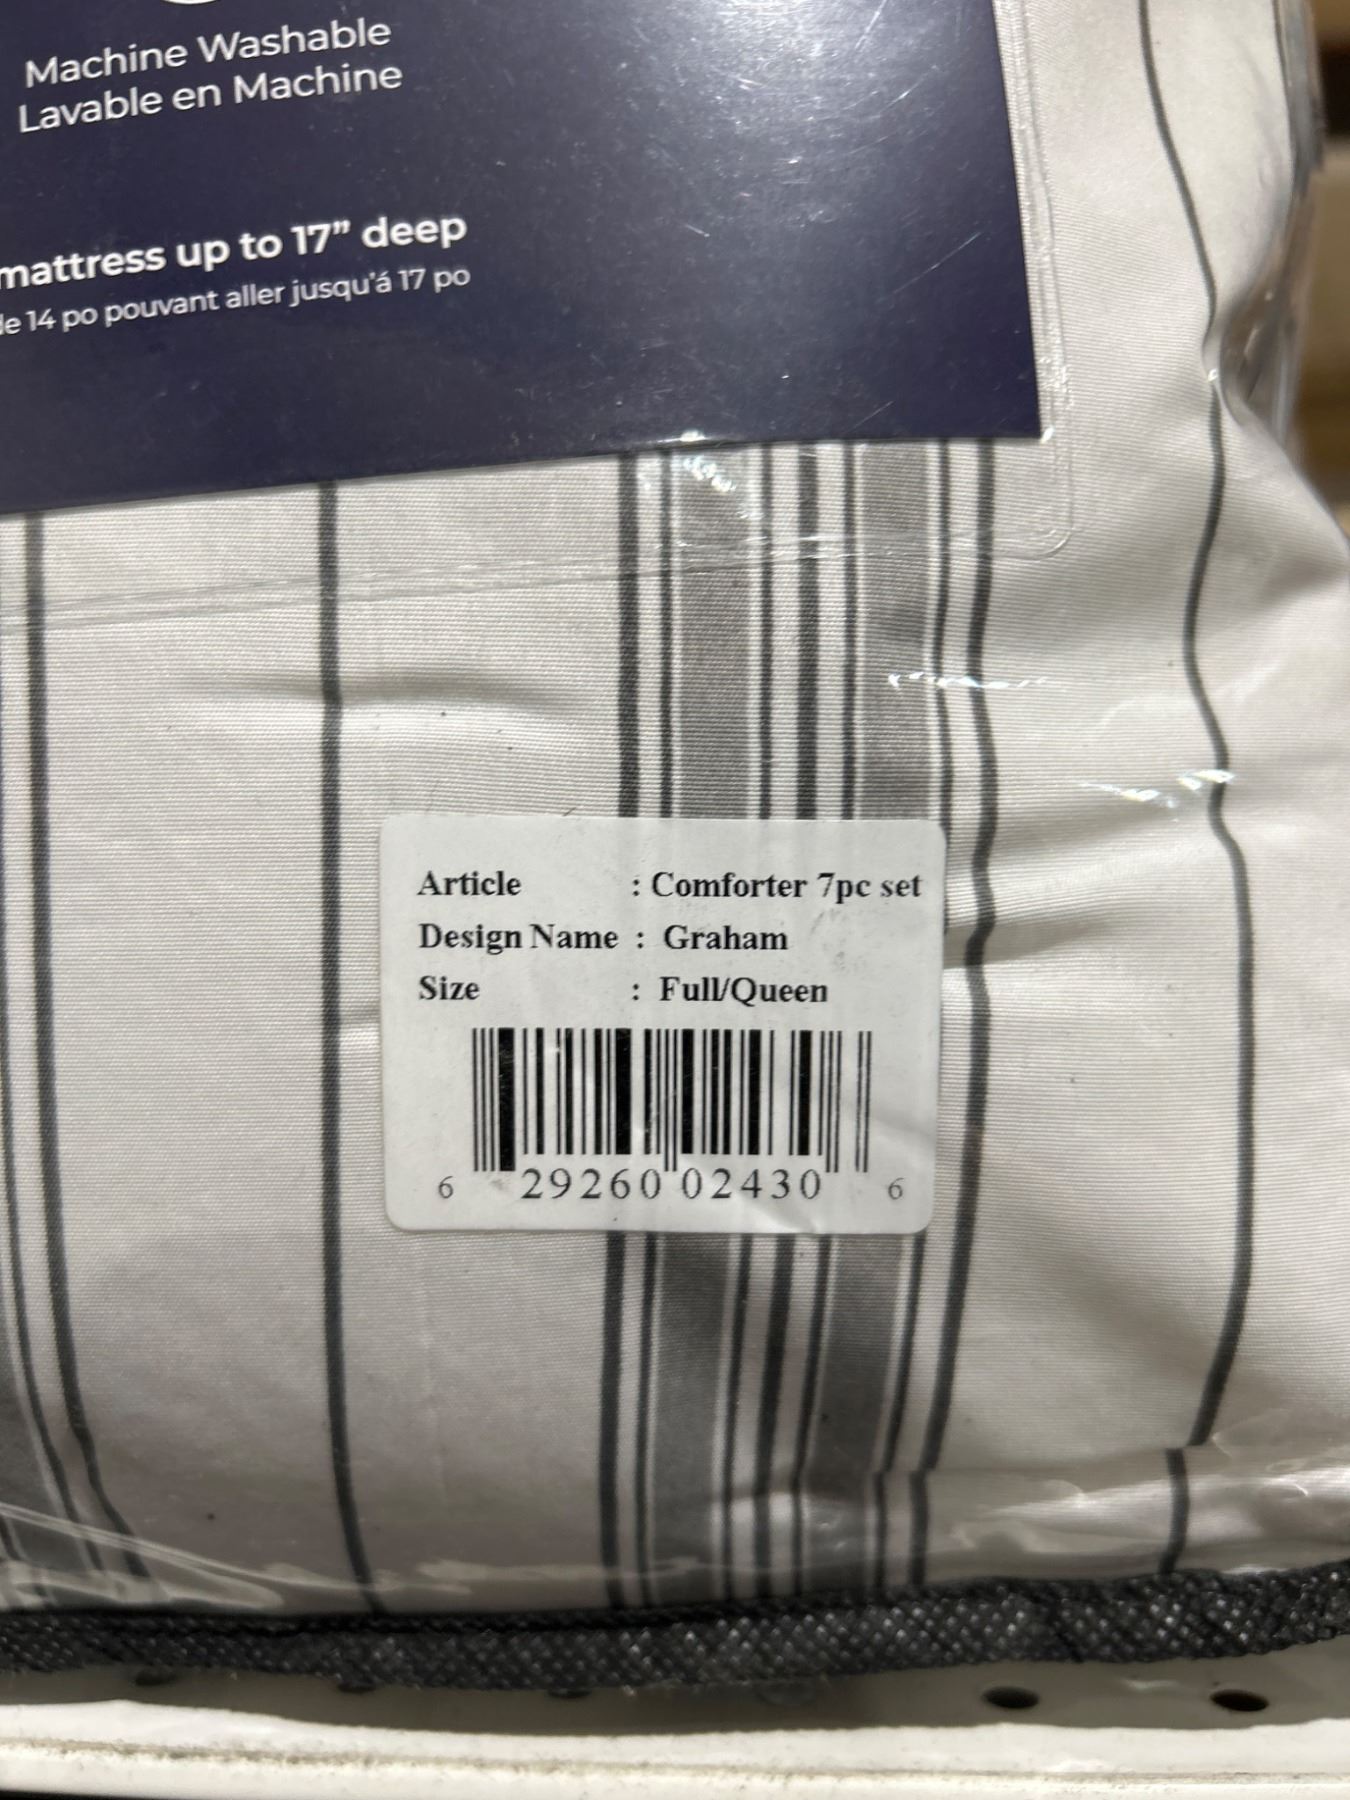 Machine Washable
Lavable en Machine
mattress up to 17” deep
de 14 po pouvant aller jusqu'á 17 po
Article : Comforter 7pc set
Design Name : Graham
Size : Full/Queen
6 29260 02430 6